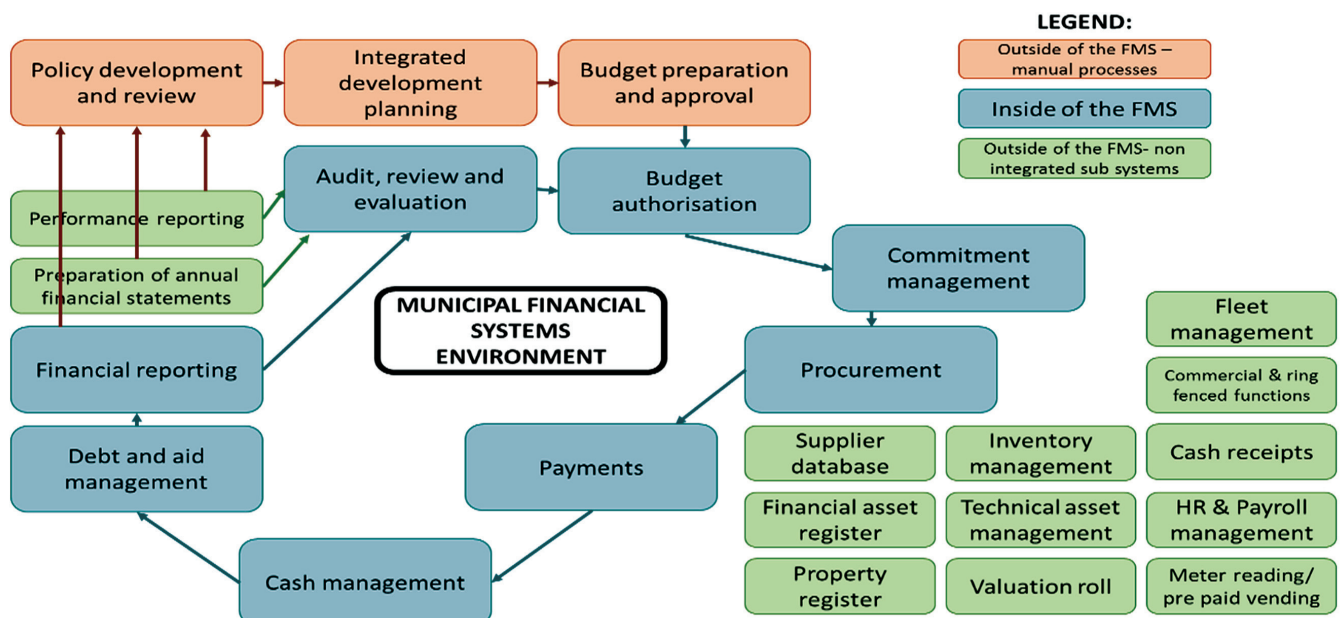 LEGEND:
Outside of the FMS –
manual processes
Inside of the FMS
Outside of the FMS- non
integrated sub systems
Policy development
and review
Integrated
development
planning
Budget preparation
and approval
Performance reporting
Audit, review and
evaluation
Budget
authorisation
Preparation of annual
financial statements
Commitment
management
MUNICIPAL FINANCIAL
SYSTEMS
ENVIRONMENT
Financial reporting
Procurement
Fleet
management
Commercial & ring
fenced functions
Debt and aid
management
Payments
Supplier
database
Inventory
management
Cash receipts
Financial asset
register
Technical asset
management
HR & Payroll
management
Cash management
Property
register
Valuation roll
Meter reading/
pre paid vending